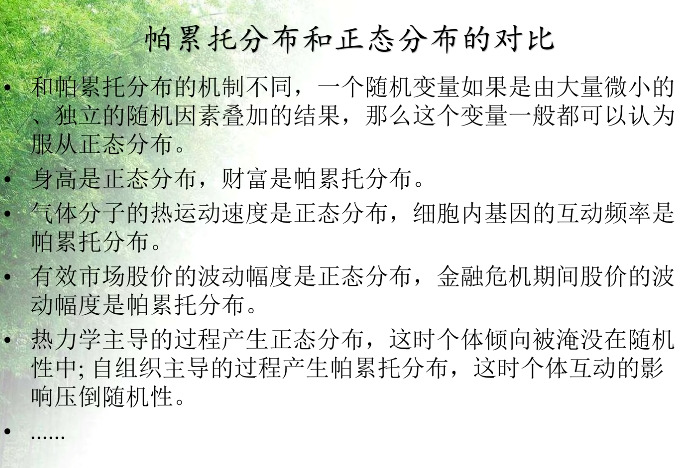 帕累托分布和正态分布的对比
• 和帕累托分布的机制不同，一个随机变量如果是由大量微小的
、独立的随机因素叠加的结果，那么这个变量一般都可以认为
服从正态分布。
• 身高是正态分布，财富是帕累托分布。
• 气体分子的热运动速度是正态分布，细胞内基因的互动频率是
帕累托分布。
• 有效市场股价的波动幅度是正态分布，金融危机期间股价的波
动幅度是帕累托分布。
• 热力学主导的过程产生正态分布，这时个体倾向被淹没在随机
性中; 自组织主导的过程产生帕累托分布，这时个体互动的影
响压倒随机性。
• ......